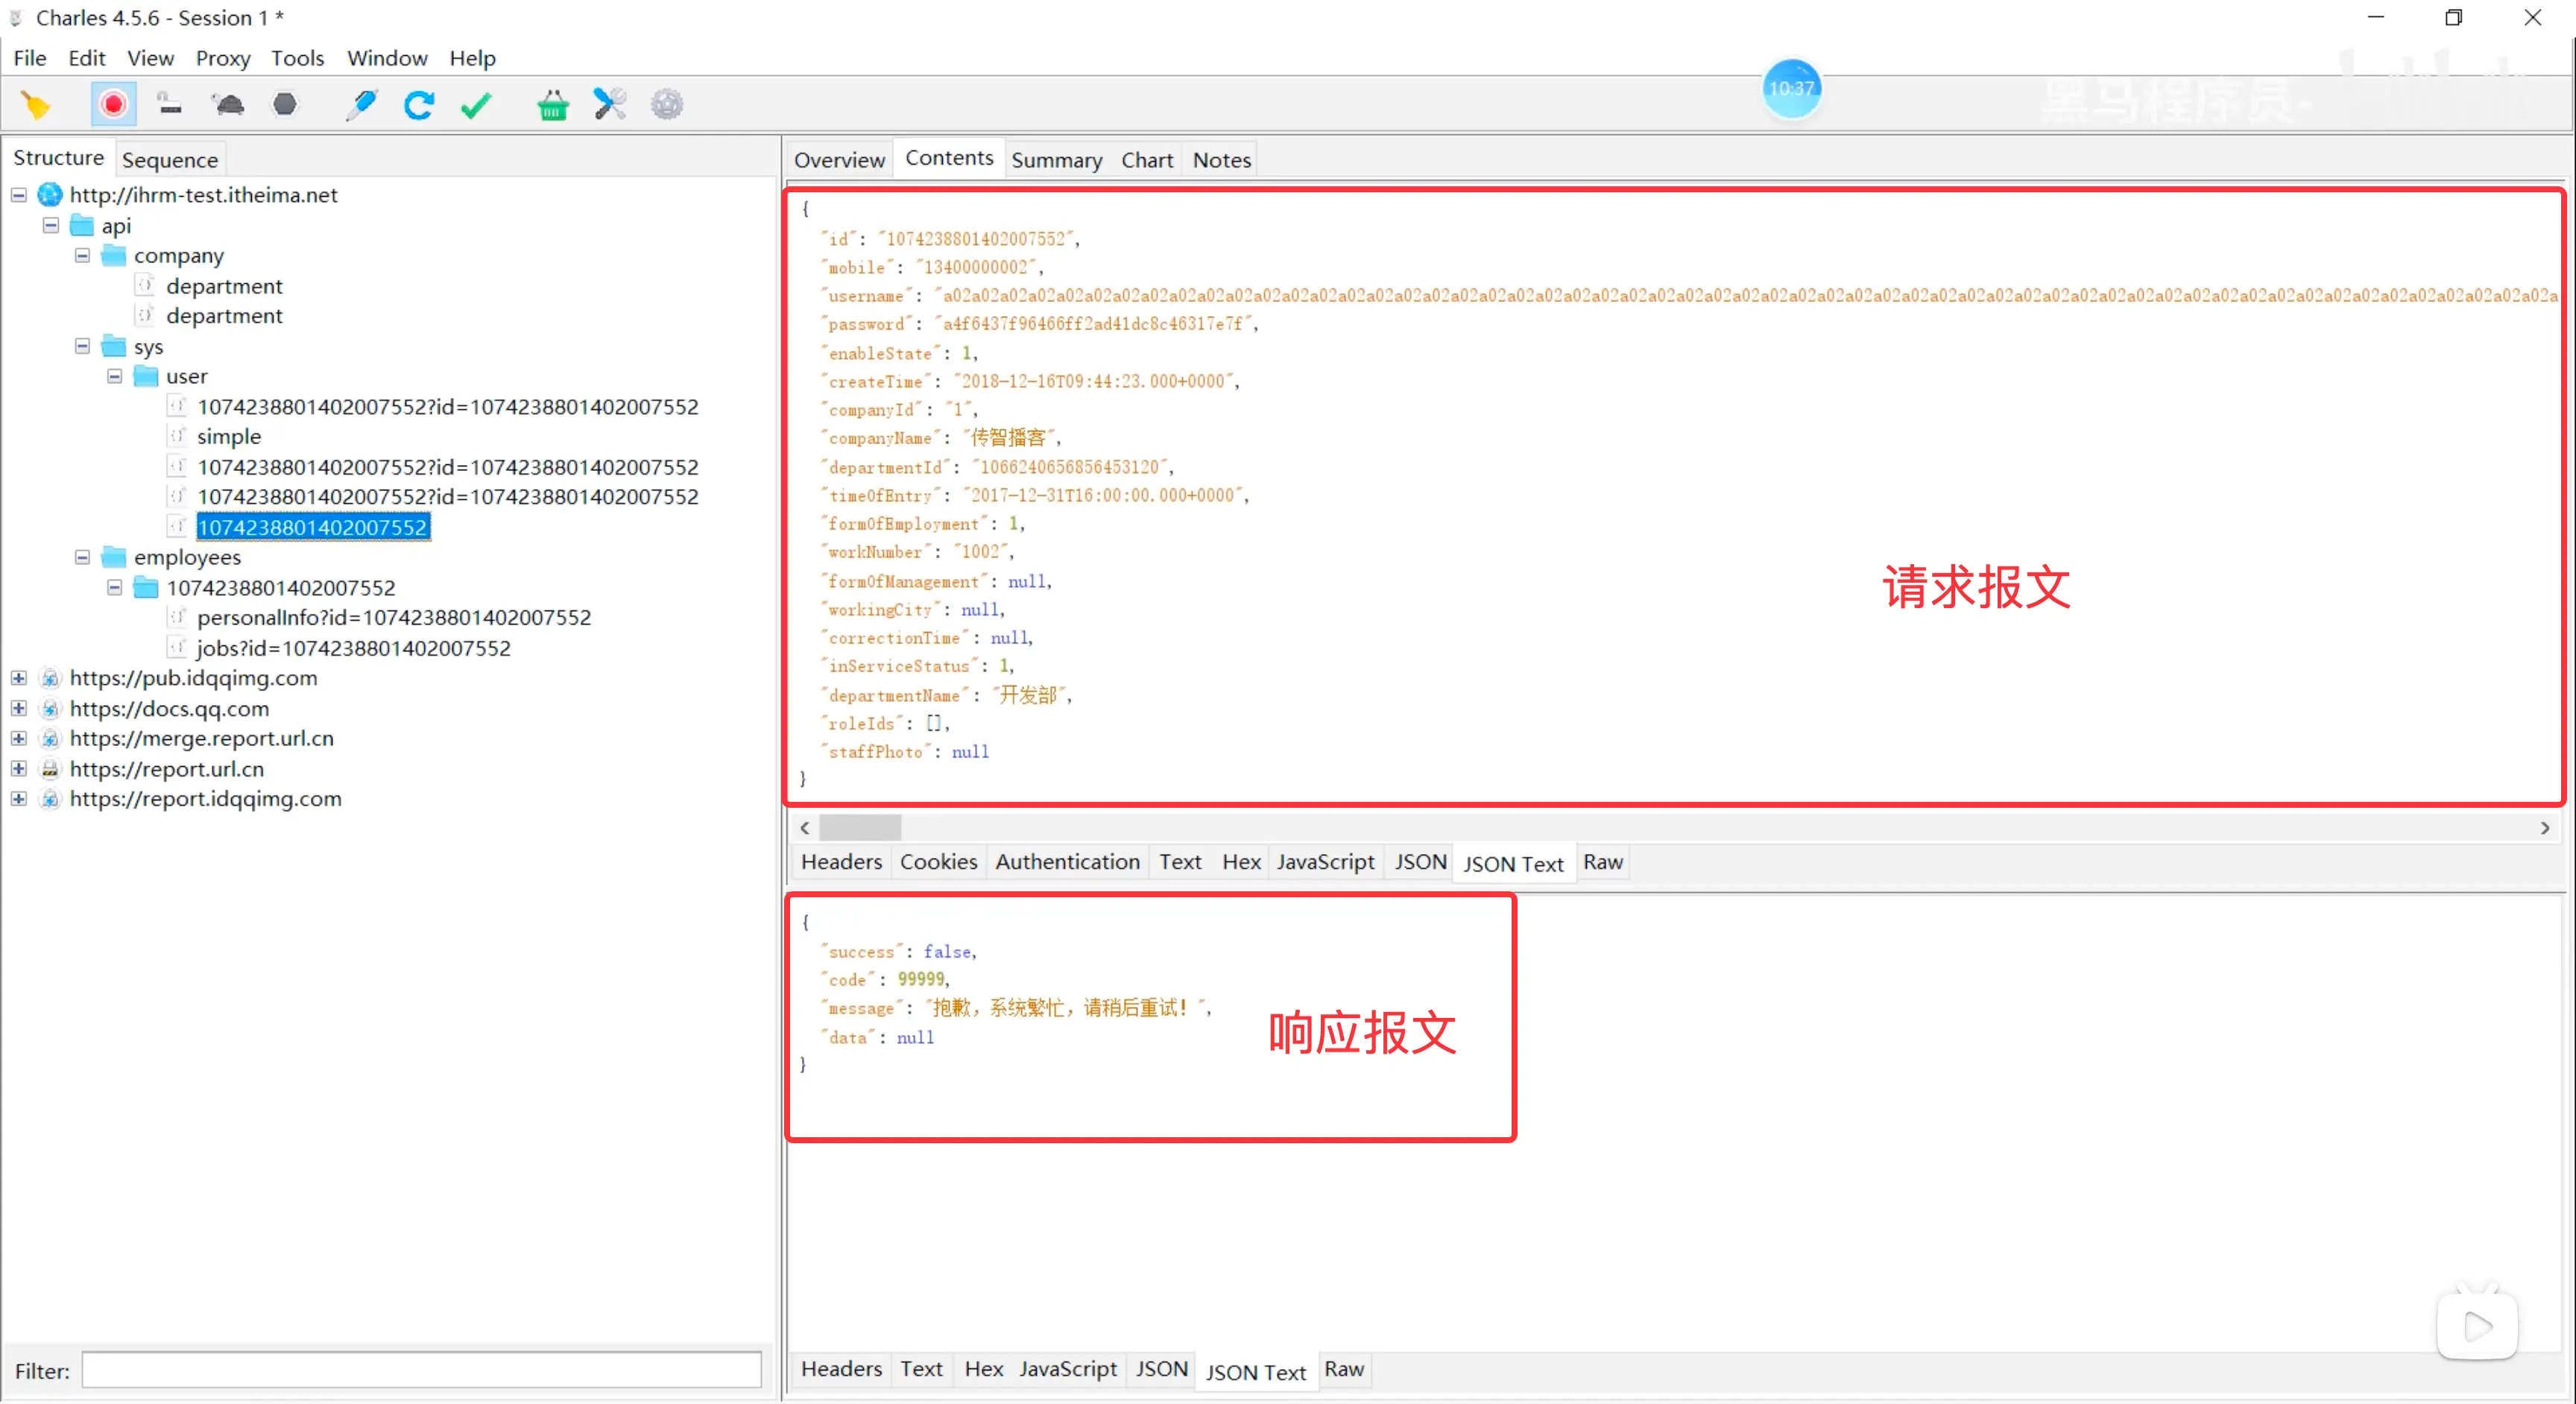 Charles 4.5.6 - Session 1 *
File Edit View Proxy Tools Window Help
10:37
黑马程序员-
Structure Sequence
http://ihrm-test.itheima.net
api
company
department
department
sys
user
1074238801402007552?id=1074238801402007552
simple
1074238801402007552?id=1074238801402007552
1074238801402007552?id=1074238801402007552
1074238801402007552
employees
1074238801402007552
personalInfo?id=1074238801402007552
jobs?id=1074238801402007552
https://pub.idqqimg.com
https://docs.qq.com
https://merge.report.url.cn
https://report.url.cn
https://report.idqqimg.com
Filter:
Overview Contents Summary Chart Notes
{
"id": "1074238801402007552",
"mobile": "13400000002",
"username":
"password": "a4f6437f96466ff2ad41dc8c46317e7f",
"enableState": 1,
"createTime": "2018-12-16T09:44:23.000+0000",
"companyId": "1",
"companyName": "传智播客",
"departmentId": "1066240656856453120",
"timeOfEntry": "2017-12-31T16:00:00.000+0000",
"formOfEmployment": 1,
"workNumber": "1002",
"formOfManagement": null,
"workingCity": null,
"correctionTime": null,
"inServiceStatus": 1,
"departmentName": "开发部",
"roleIds": [],
"staffPhoto": null
}
请求报文
Headers Cookies Authentication Text Hex JavaScript JSON JSON Text Raw
{
"success": false,
"code": 99999,
"message": "抱歉，系统繁忙，请稍后重试！",
"data": null
}
响应报文
Headers Text Hex JavaScript JSON JSON Text Raw